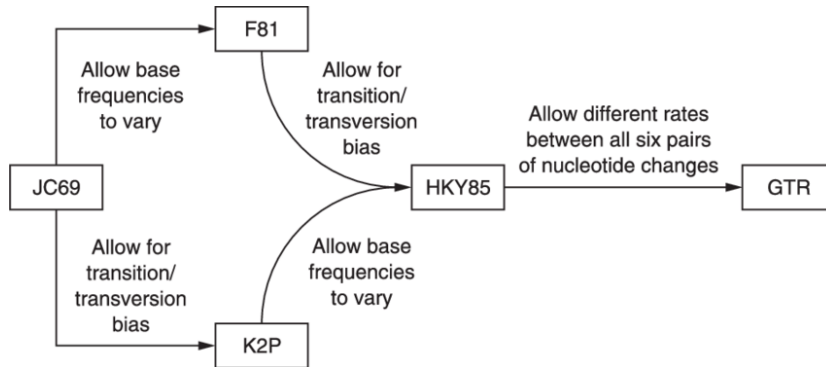 F81
Allow base
frequencies
to vary
Allow for
transition/
transversion
bias
Allow different rates
between all six pairs
of nucleotide changes
JC69
HKY85
GTR
Allow for
transition/
transversion
bias
Allow base
frequencies
to vary
K2P